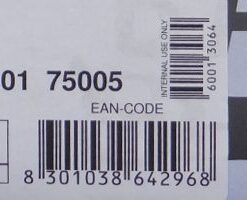 INTERNAL USE ONLY
6001 3064
01 75005
EAN-CODE
8 301038 642968